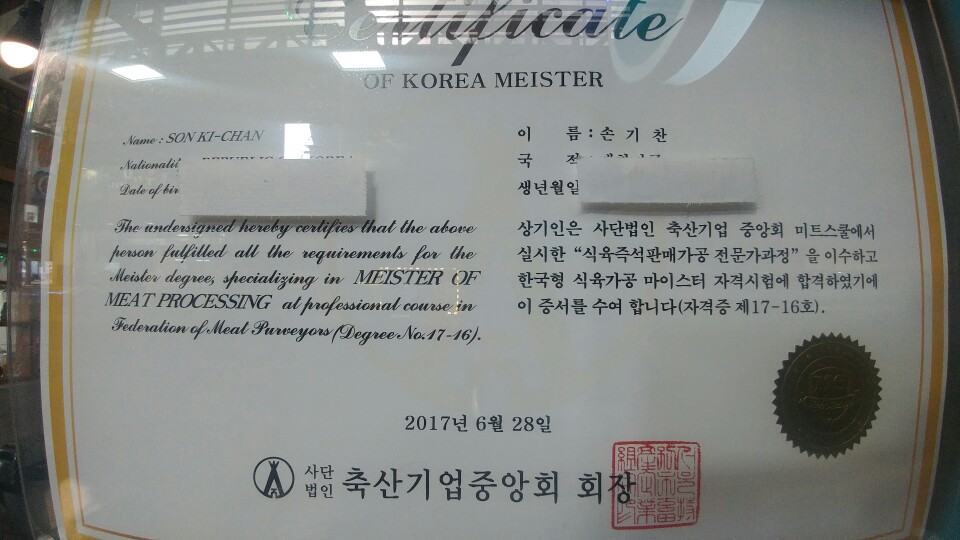 Certificate
OF KOREA MEISTER
Name : SON KI-CHAN
이 름 : 손 기 찬
국
Date of bir
생년월일
The undersigned hereby certifies that the above
person fulfilled all the requirements for the
Meister degree, specializing in MEISTER OF
MEAT PROCESSING at professional course in
Federation of Meat Purveyors (Degree No.17-16).
상기인은 사단법인 축산기업 중앙회 미트스쿨에서
실시한 “식육즉석판매가공 전문가과정” 을 이수하고
한국형 식육가공 마이스터 자격시험에 합격하였기에
이 증서를 수여 합니다(자격증 제17-16호).
2017년 6월 28일
사단
법인 축산기업중앙회 회장